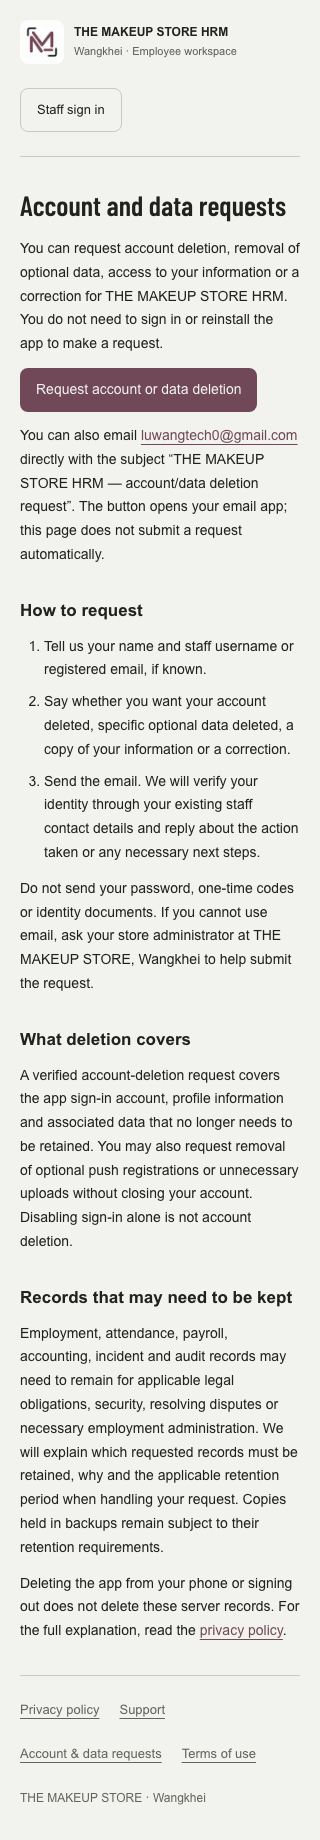 THE MAKEUP STORE HRM
Wangkhei · Employee workspace
Staff sign in
Account and data requests
You can request account deletion, removal of
optional data, access to your information or a
correction for THE MAKEUP STORE HRM.
You do not need to sign in or reinstall the
app to make a request.
Request account or data deletion
You can also email luwangtech0@gmail.com
directly with the subject “THE MAKEUP
STORE HRM — account/data deletion
request”. The button opens your email app;
this page does not submit a request
automatically.
How to request
1. Tell us your name and staff username or
registered email, if known.
2. Say whether you want your account
deleted, specific optional data deleted, a
copy of your information or a correction.
3. Send the email. We will verify your
identity through your existing staff
contact details and reply about the action
taken or any necessary next steps.
Do not send your password, one-time codes
or identity documents. If you cannot use
email, ask your store administrator at THE
MAKEUP STORE, Wangkhei to help submit
the request.
What deletion covers
A verified account-deletion request covers
the app sign-in account, profile information
and associated data that no longer needs to
be retained. You may also request removal
of optional push registrations or unnecessary
uploads without closing your account.
Disabling sign-in alone is not account
deletion.
Records that may need to be kept
Employment, attendance, payroll,
accounting, incident and audit records may
need to remain for applicable legal
obligations, security, resolving disputes or
necessary employment administration. We
will explain which requested records must be
retained, why and the applicable retention
period when handling your request. Copies
held in backups remain subject to their
retention requirements.
Deleting the app from your phone or signing
out does not delete these server records. For
the full explanation, read the privacy policy.
Privacy policy Support
Account & data requests Terms of use
THE MAKEUP STORE · Wangkhei